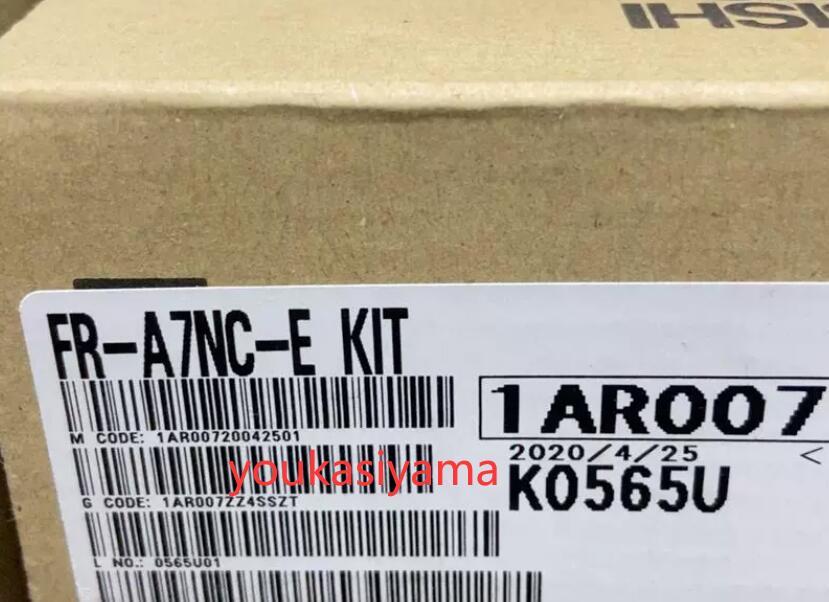 ISHI
FR-A7NC-E KIT
1AR007
M CODE: 1AR00720042501
2020/4/25 <
youkasiyama
K0565U
G CODE: 1AR007ZZ4SSZT
L NO.: 0565U01